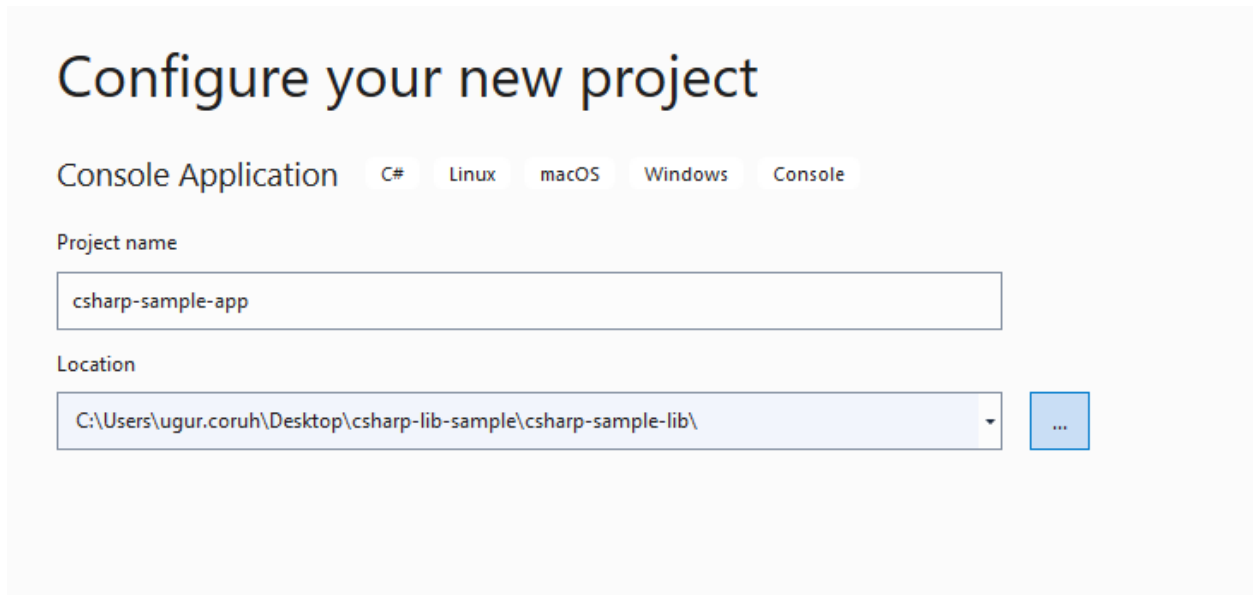 Configure your new project
Console Application C# Linux macOS Windows Console
Project name
csharp-sample-app
Location
C:\Users\ugur.coruh\Desktop\csharp-lib-sample\csharp-sample-lib\ ...